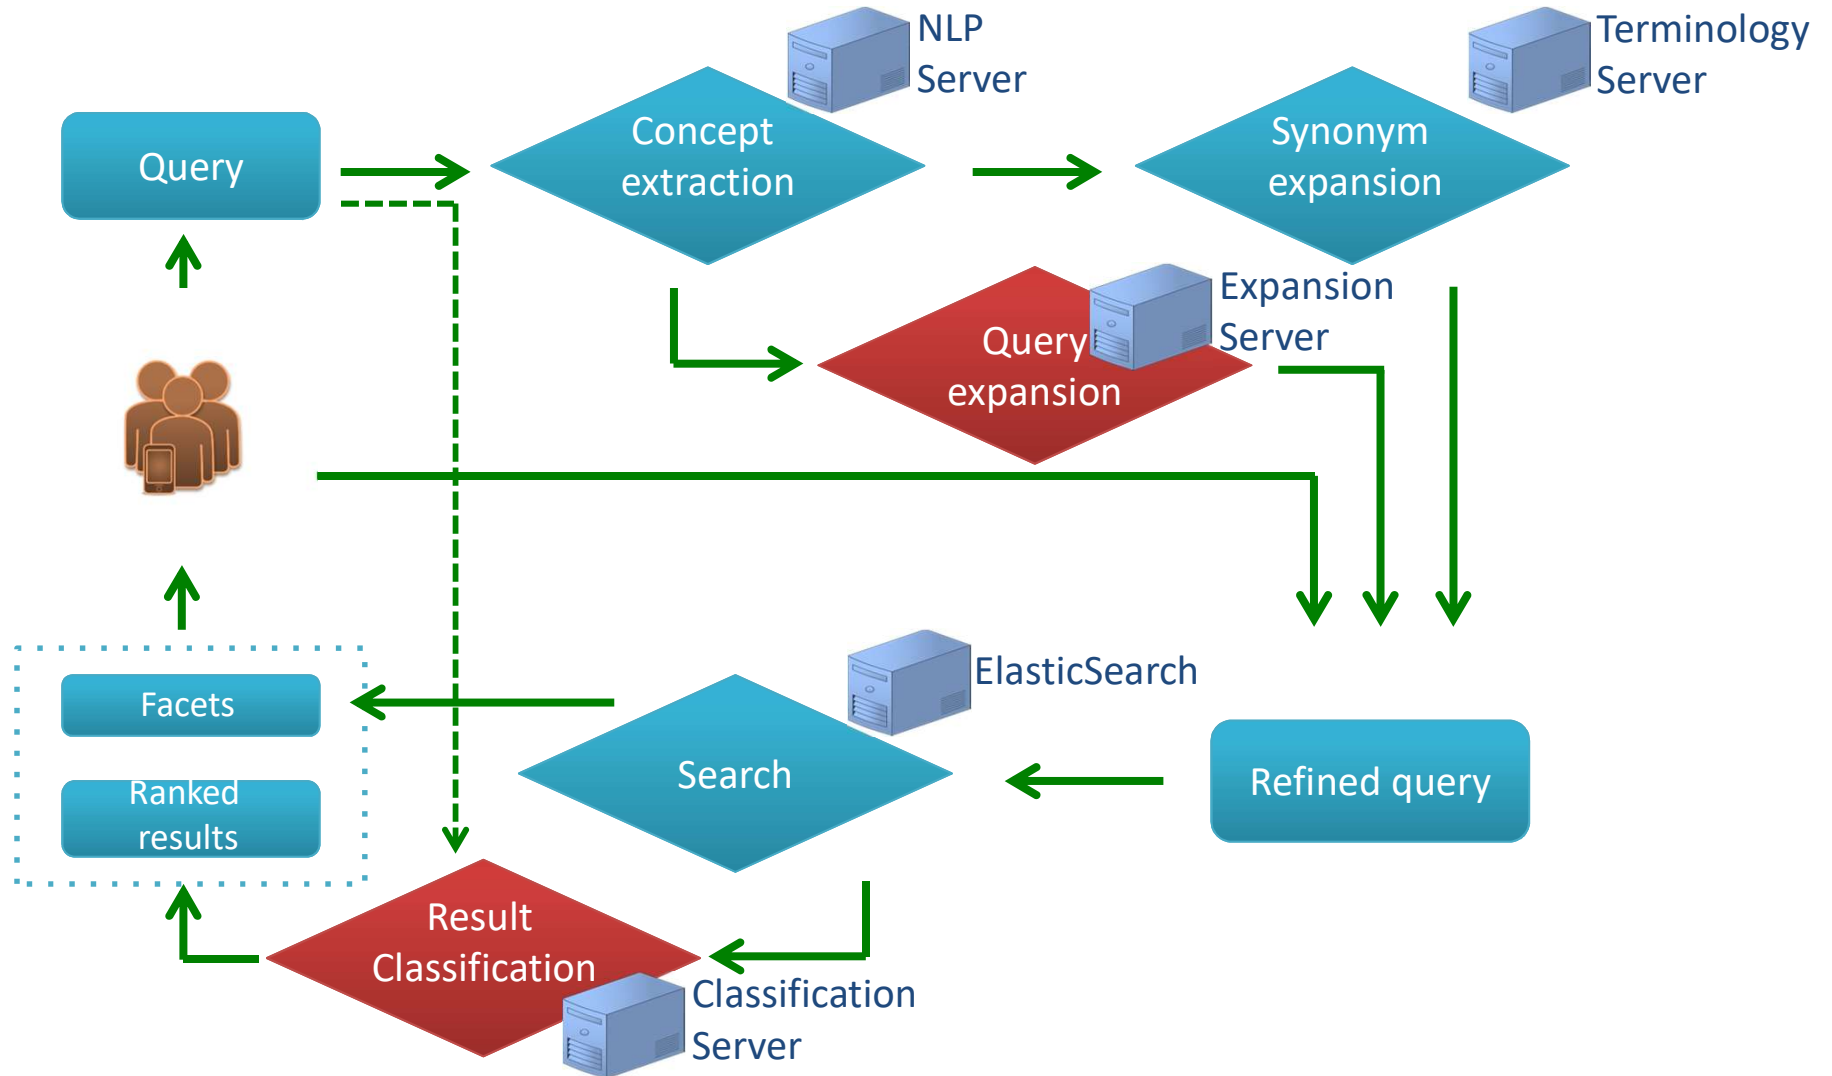 NLP
Server
Terminology
Server
Query
Concept
extraction
Synonym
expansion
Expansion
Server
Query
expansion
ElasticSearch
Facets
Search
Refined query
Ranked
results
Result
Classification
Classification
Server